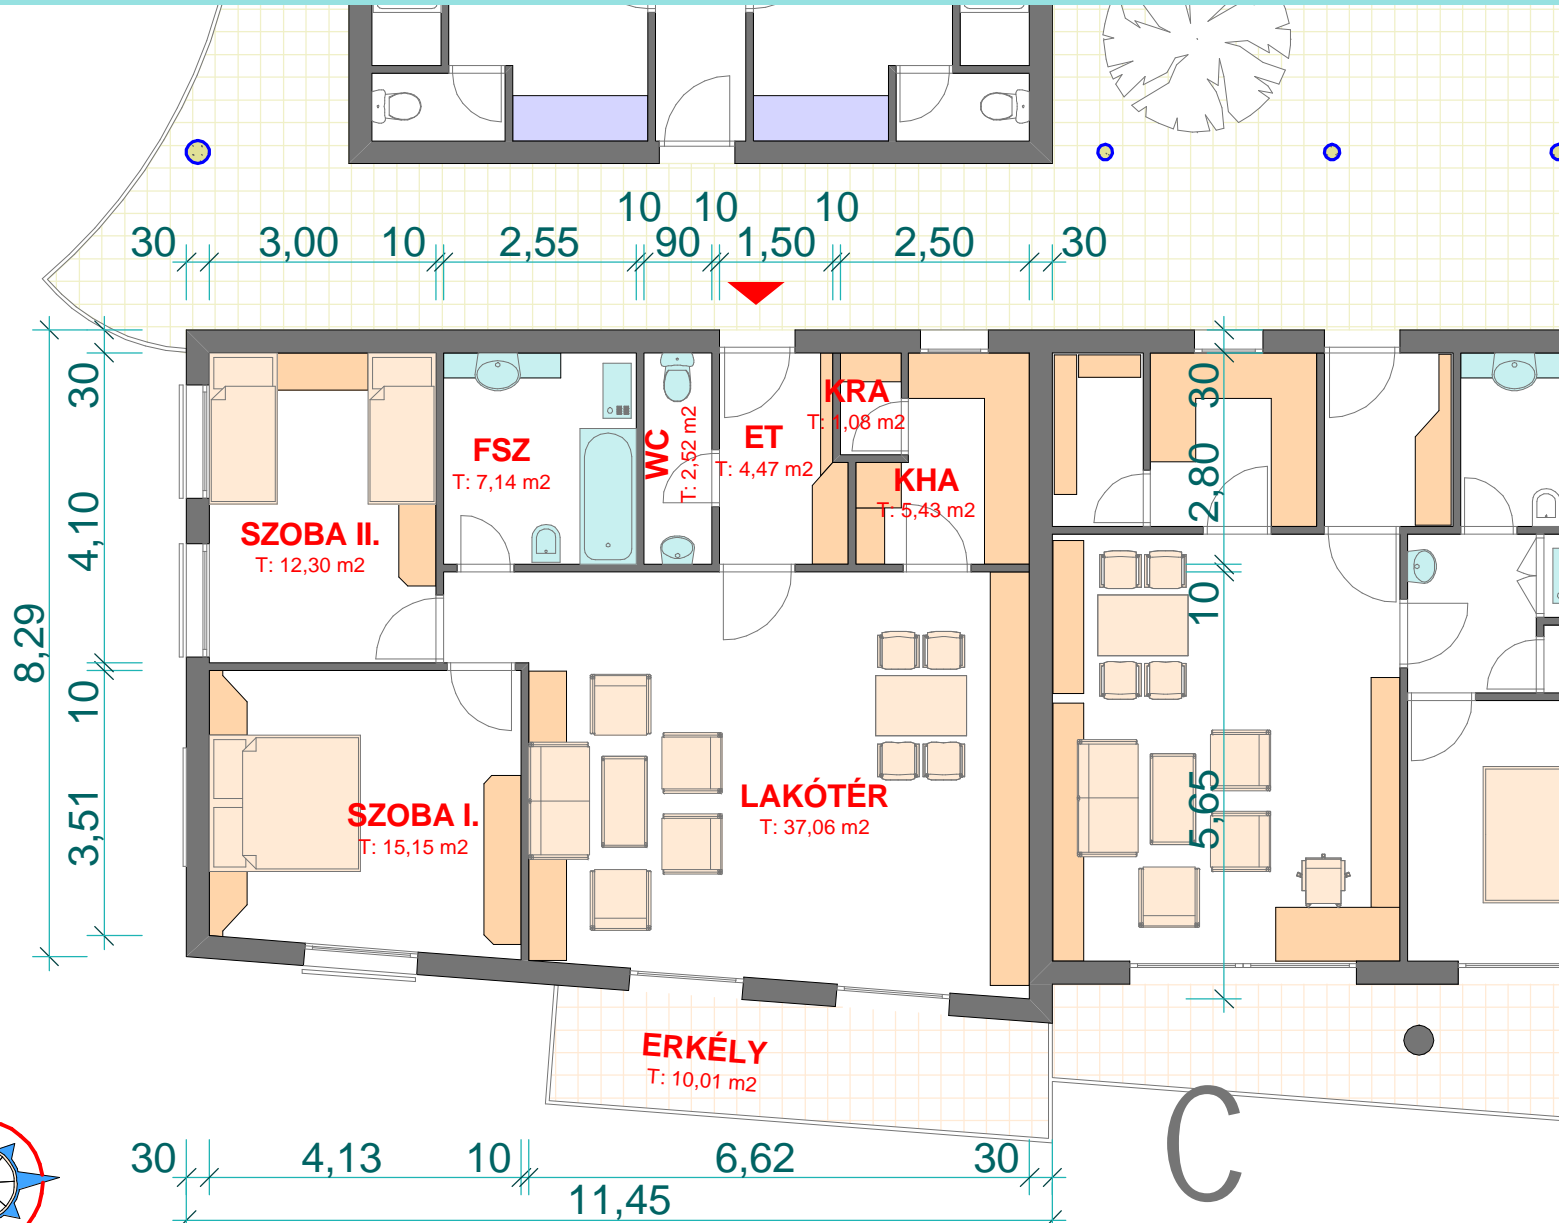 10 10 10
30 3,00 10 2,55 90 1,50 2,50 30
30
4,10
8,29
10
3,51
KRA
T: 1,08 m2
ET
T: 4,47 m2
FSZ
T: 7,14 m2
WC
T: 2,52 m2
KHA
T: 5,43 m2
SZOBA II.
T: 12,30 m2
SZOBA I.
T: 15,15 m2
LAKÓTÉR
T: 37,06 m2
30
2,80
10
5,65
ERKÉLY
T: 10,01 m2
C
30 4,13 10 6,62 30
11,45